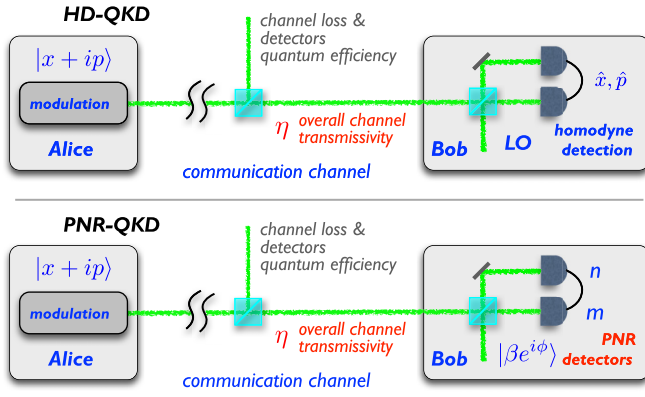 HD-QKD
channel loss &
detectors
quantum efficiency
|x + ip⟩
modulation
Alice
η overall channel
transmissivity
communication channel
x̂, p̂
Bob
LO
homodyne
detection
PNR-QKD
channel loss &
detectors
quantum efficiency
|x + ip⟩
modulation
Alice
η overall channel
transmissivity
communication channel
n
m
Bob
|βe^{iϕ}⟩
PNR
detectors